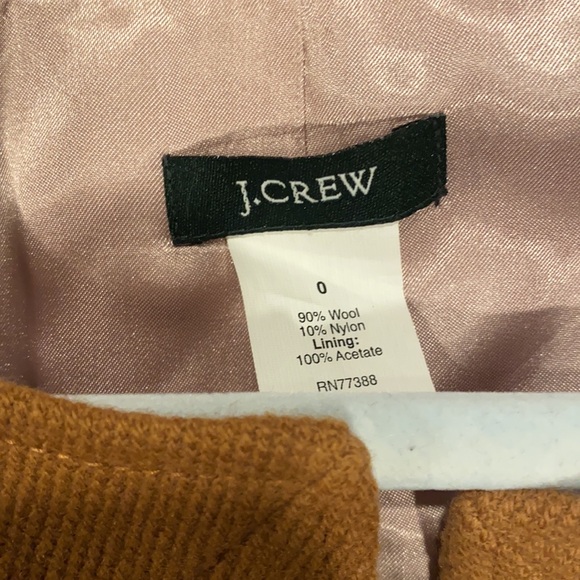 J.CREW
0
90% Wool
10% Nylon
Lining:
100% Acetate
RN77388